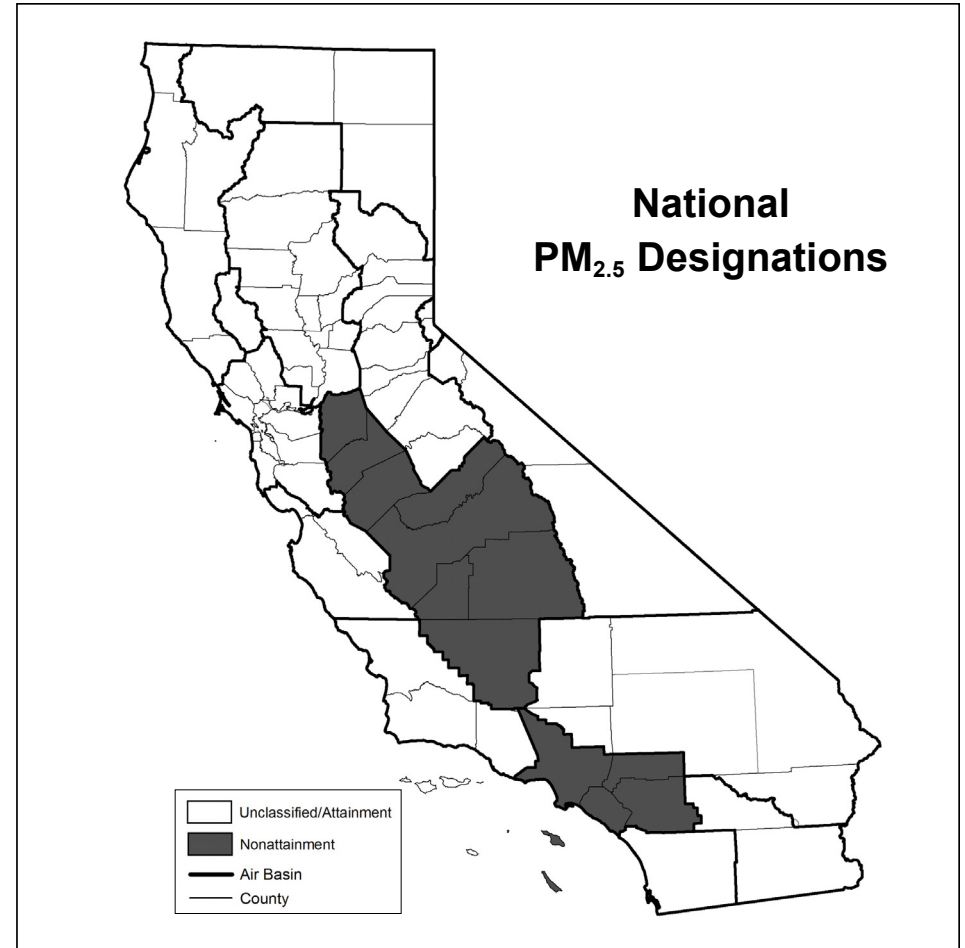 National
PM₂.₅ Designations
Unclassified/Attainment
Nonattainment
Air Basin
County